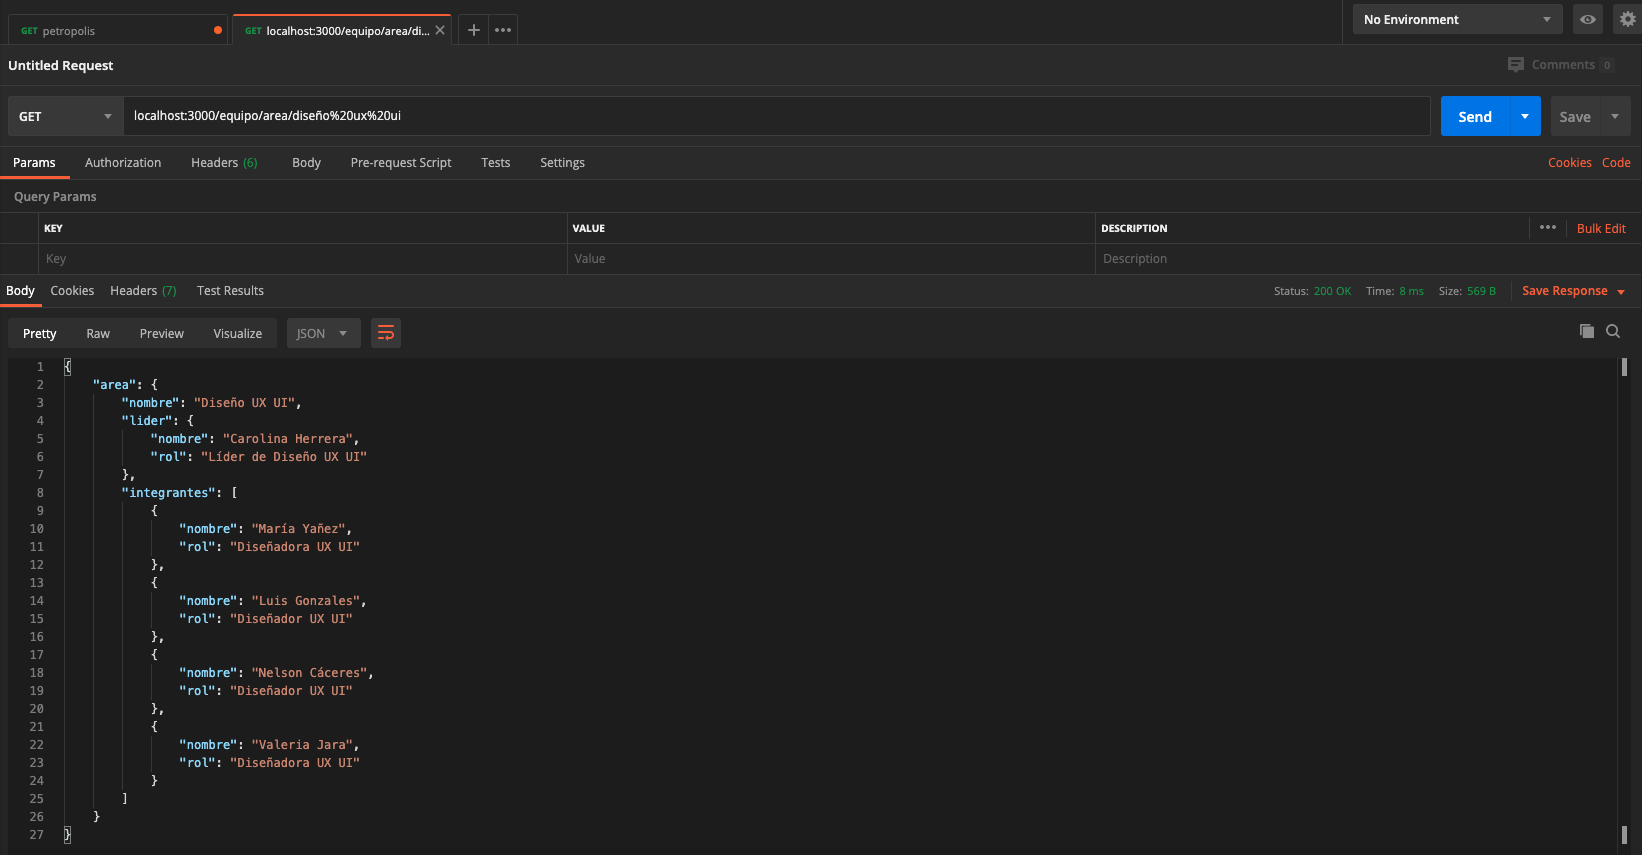 GET petropolis
GET localhost:3000/equipo/area/di...
No Environment
Untitled Request
Comments 0
GET
localhost:3000/equipo/area/diseño%20ux%20ui
Send
Save
Params
Authorization
Headers (6)
Body
Pre-request Script
Tests
Settings
Cookies
Code
Query Params
KEY
VALUE
DESCRIPTION
Bulk Edit
Key
Value
Description
Body
Cookies
Headers (7)
Test Results
Status: 200 OK
Time: 8 ms
Size: 569 B
Save Response
Pretty
Raw
Preview
Visualize
JSON
1 {
2 "area": {
3 "nombre": "Diseño UX UI",
4 "lider": {
5 "nombre": "Carolina Herrera",
6 "rol": "Líder de Diseño UX UI"
7 },
8 "integrantes": [
9 {
10 "nombre": "María Yañez",
11 "rol": "Diseñadora UX UI"
12 },
13 {
14 "nombre": "Luis Gonzales",
15 "rol": "Diseñador UX UI"
16 },
17 {
18 "nombre": "Nelson Cáceres",
19 "rol": "Diseñador UX UI"
20 },
21 {
22 "nombre": "Valeria Jara",
23 "rol": "Diseñadora UX UI"
24 }
25 ]
26 }
27 }